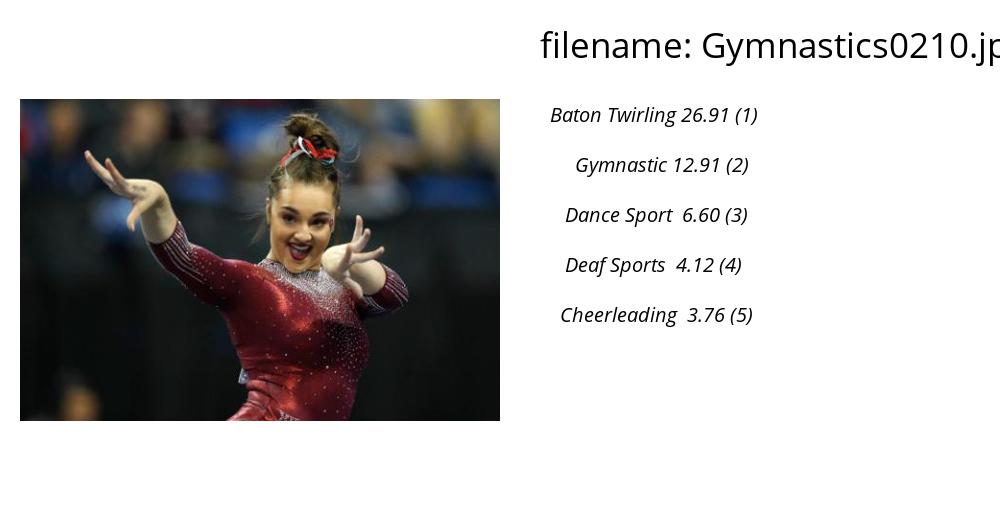 filename: Gymnastics0210.jp
Baton Twirling 26.91 (1)
Gymnastic 12.91 (2)
Dance Sport 6.60 (3)
Deaf Sports 4.12 (4)
Cheerleading 3.76 (5)